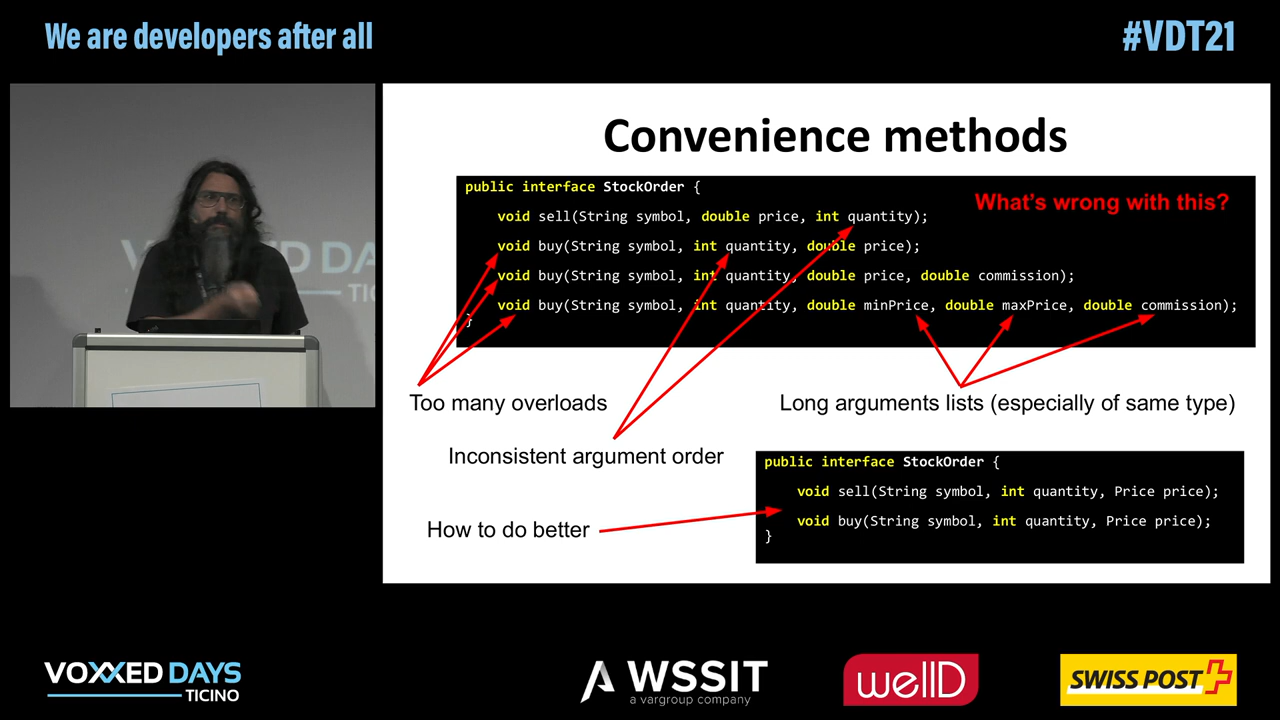 We are developers after all
#VDT21
VOXXED DAYS
TIC
Convenience methods
public interface StockOrder {
What's wrong with this?
void sell(String symbol, double price, int quantity);
void buy(String symbol, int quantity, double price);
void buy(String symbol, int quantity, double price, double commission);
void buy(String symbol, int quantity, double minPrice, double maxPrice, double commission);
}
Too many overloads
Long arguments lists (especially of same type)
Inconsistent argument order
public interface StockOrder {
void sell(String symbol, int quantity, Price price);
void buy(String symbol, int quantity, Price price);
}
How to do better
VOXXED DAYS
TICINO
WSSIT
a vargroup company
wellD
SWISS POST